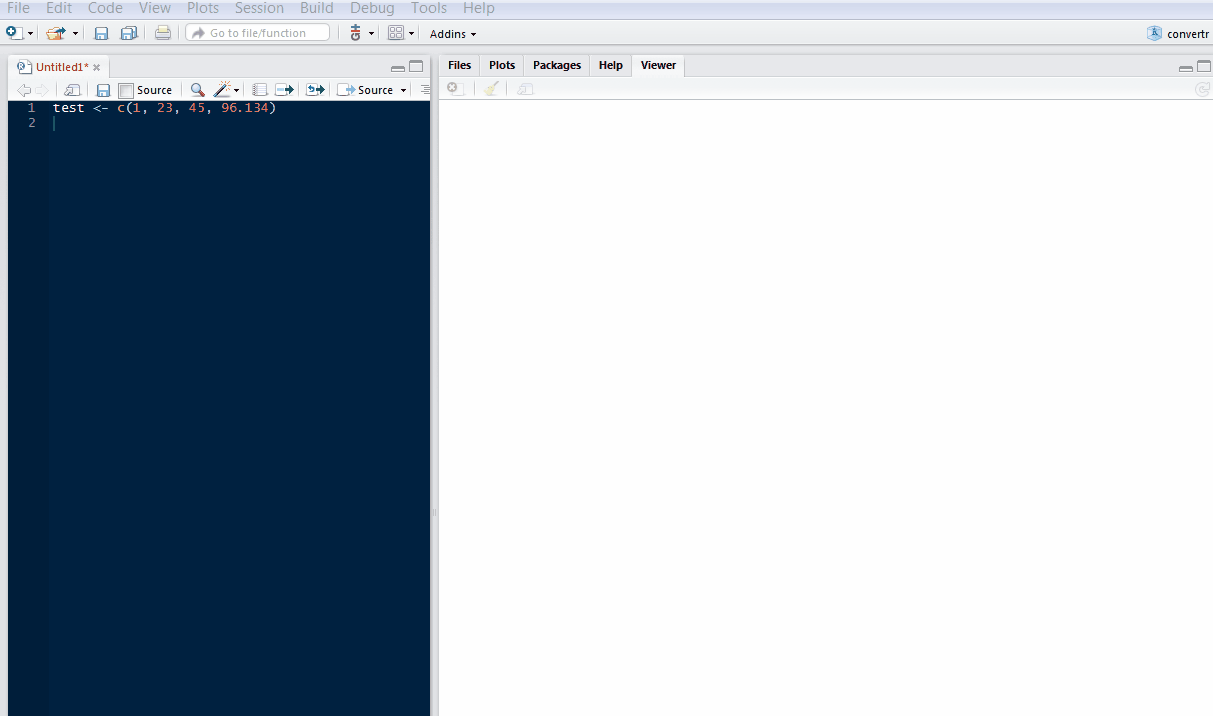 File Edit Code View Plots Session Build Debug Tools Help
Go to file/function Addins convertr
Untitled1*
Files Plots Packages Help Viewer
Source Source
1 test <- c(1, 23, 45, 96.134)
2